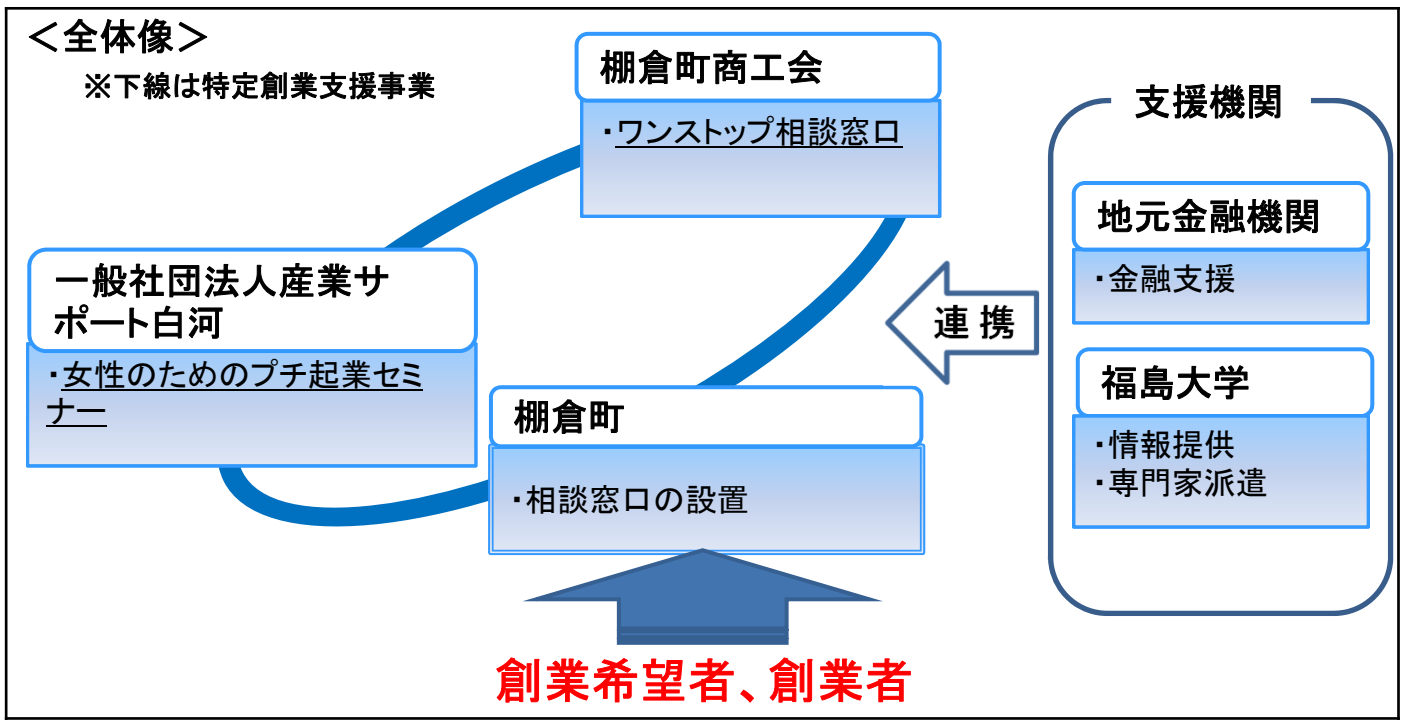 ＜全体像＞
※下線は特定創業支援事業
棚倉町商工会
・ワンストップ相談窓口
一般社団法人産業サ
ポート白河
・女性のためのプチ起業セミ
ナー
棚倉町
・相談窓口の設置
創業希望者、創業者
連 携
支援機関
地元金融機関
・金融支援
福島大学
・情報提供
・専門家派遣